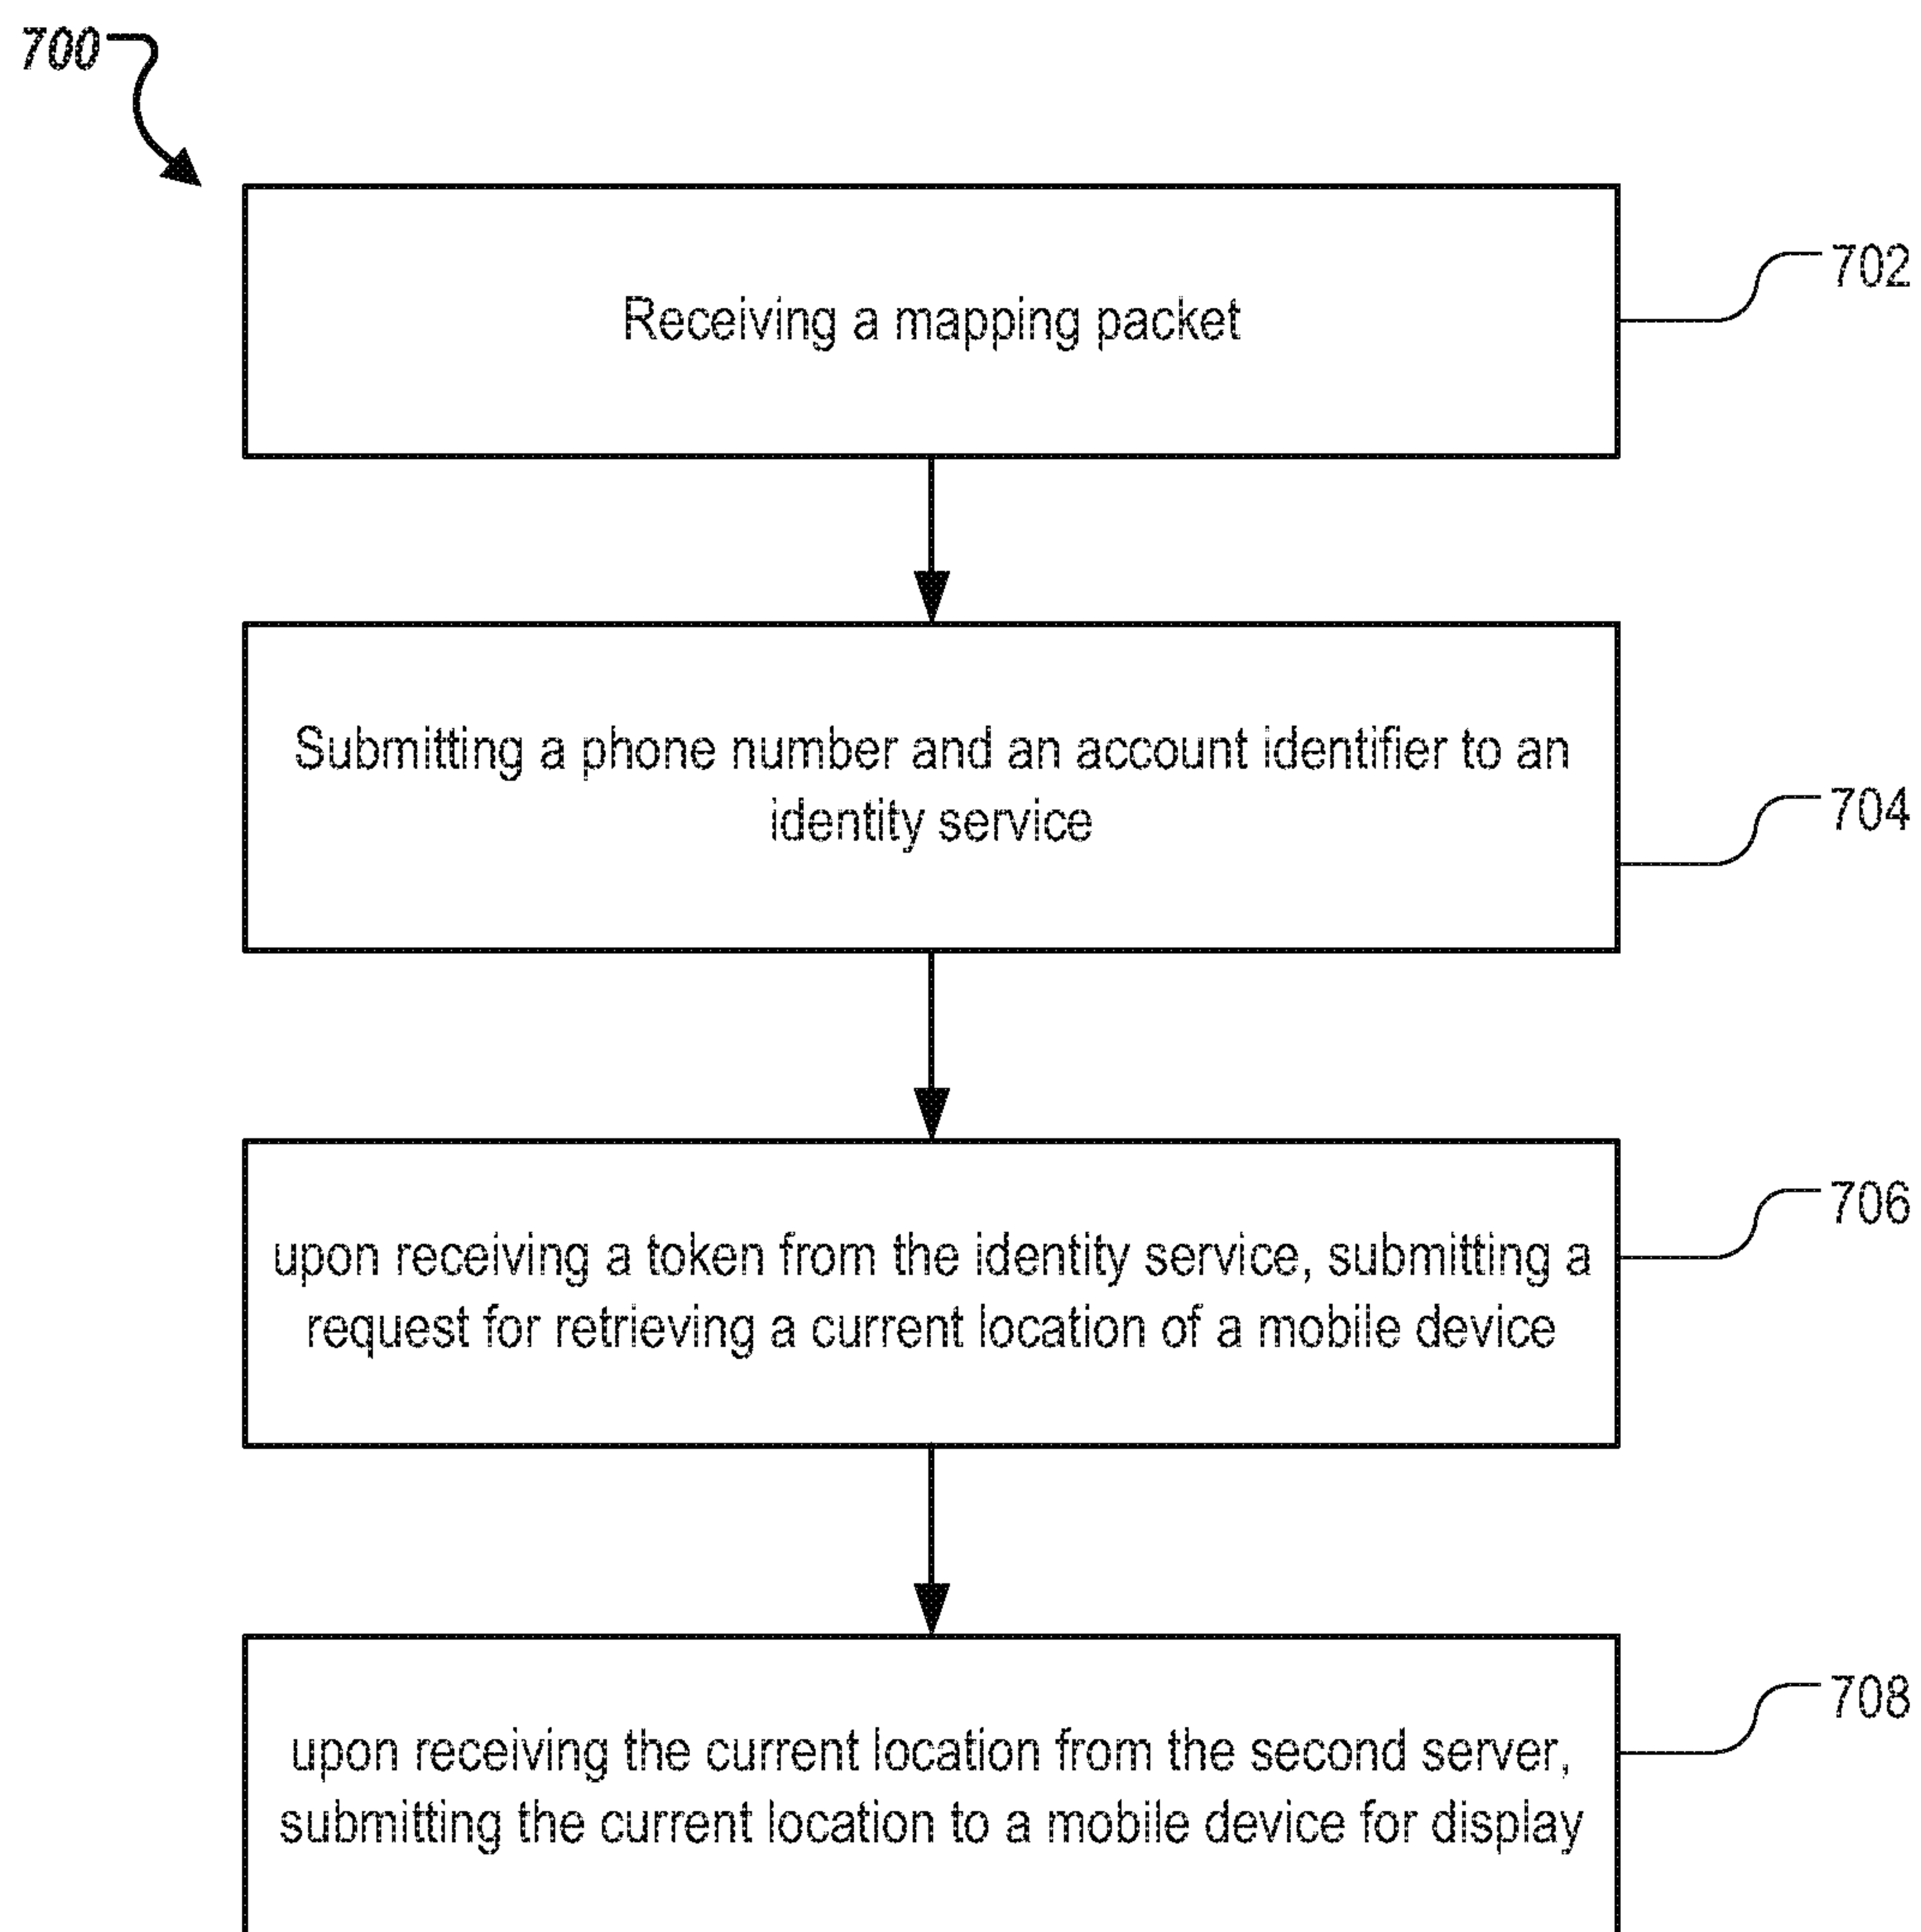 700
Receiving a mapping packet
702
Submitting a phone number and an account identifier to an
identity service
704
upon receiving a token from the identity service, submitting a
request for retrieving a current location of a mobile device
706
upon receiving the current location from the second server,
submitting the current location to a mobile device for display
708